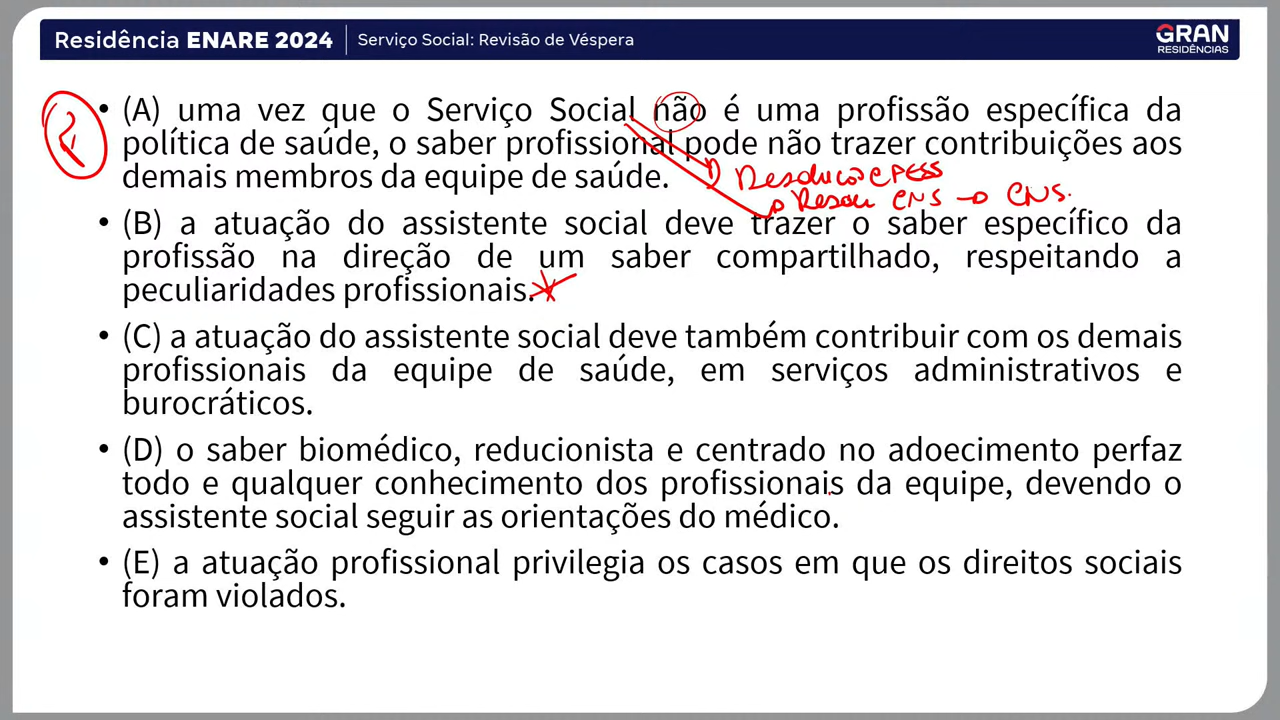 Residência ENARE 2024 | Serviço Social: Revisão de Véspera
GRAN
RESIDÊNCIAS
• (A) uma vez que o Serviço Social não é uma profissão específica da
política de saúde, o saber profissional pode não trazer contribuições aos
demais membros da equipe de saúde.
CNS → CNS.
• (B) a atuação do assistente social deve trazer o saber específico da
profissão na direção de um saber compartilhado, respeitando a
peculiaridades profissionais.
• (C) a atuação do assistente social deve também contribuir com os demais
profissionais da equipe de saúde, em serviços administrativos e
burocráticos.
• (D) o saber biomédico, reducionista e centrado no adoecimento perfaz
todo e qualquer conhecimento dos profissionais da equipe, devendo o
assistente social seguir as orientações do médico.
• (E) a atuação profissional privilegia os casos em que os direitos sociais
foram violados.